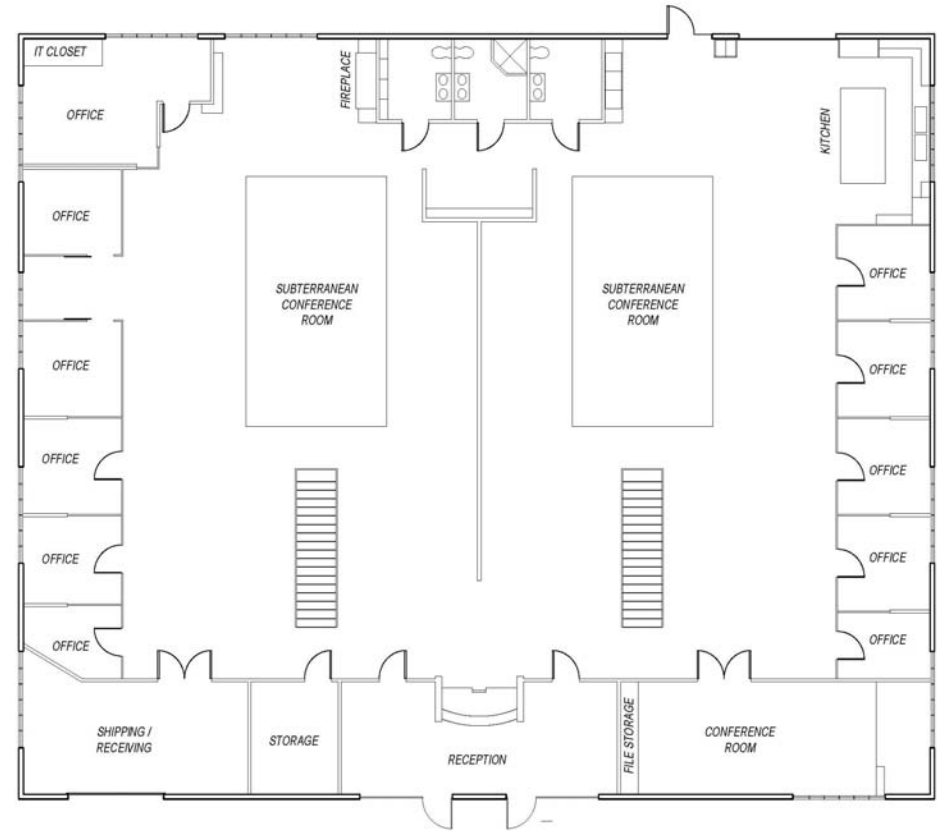 IT CLOSET
OFFICE
FIREPLACE
KITCHEN
OFFICE
SUBTERRANEAN
CONFERENCE
ROOM
SUBTERRANEAN
CONFERENCE
ROOM
OFFICE
OFFICE
OFFICE
OFFICE
OFFICE
OFFICE
OFFICE
OFFICE
OFFICE
SHIPPING /
RECEIVING
STORAGE
RECEPTION
FILE STORAGE
CONFERENCE
ROOM